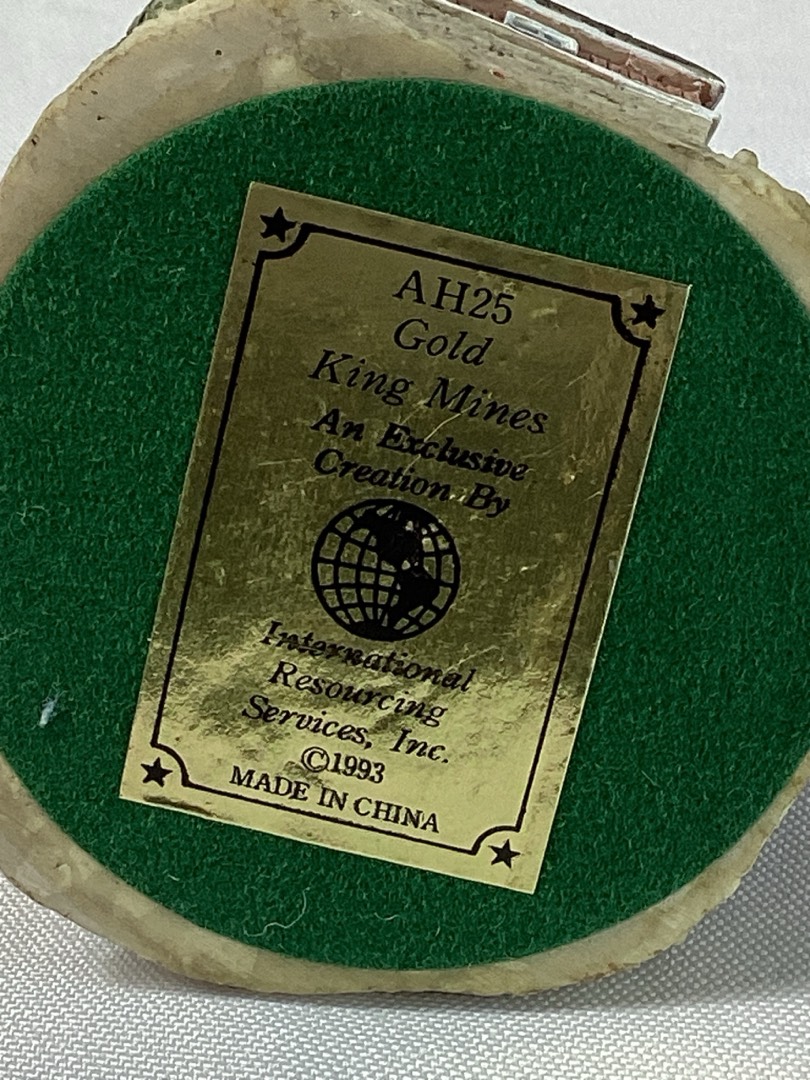 AH25
Gold
King Mines
An Exclusive
Creation By
International
Resourcing
Services, Inc.
©1993
MADE IN CHINA